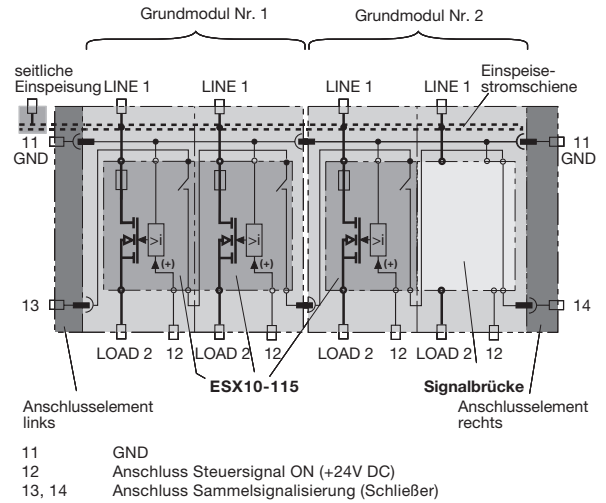 Grundmodul Nr. 1 Grundmodul Nr. 2
seitliche
Einspeisung LINE 1 LINE 1 LINE 1 LINE 1 Einspeise-
stromschiene
11
GND
11
GND
>i >i >i
(+) (+) (+)
13 14
LOAD 2 12 LOAD 2 12 LOAD 2 12 LOAD 2 12
ESX10-115 Signalbrücke
Anschlusselement
links
Anschlusselement
rechts
11 GND
12 Anschluss Steuersignal ON (+24V DC)
13, 14 Anschluss Sammelsignalisierung (Schließer)